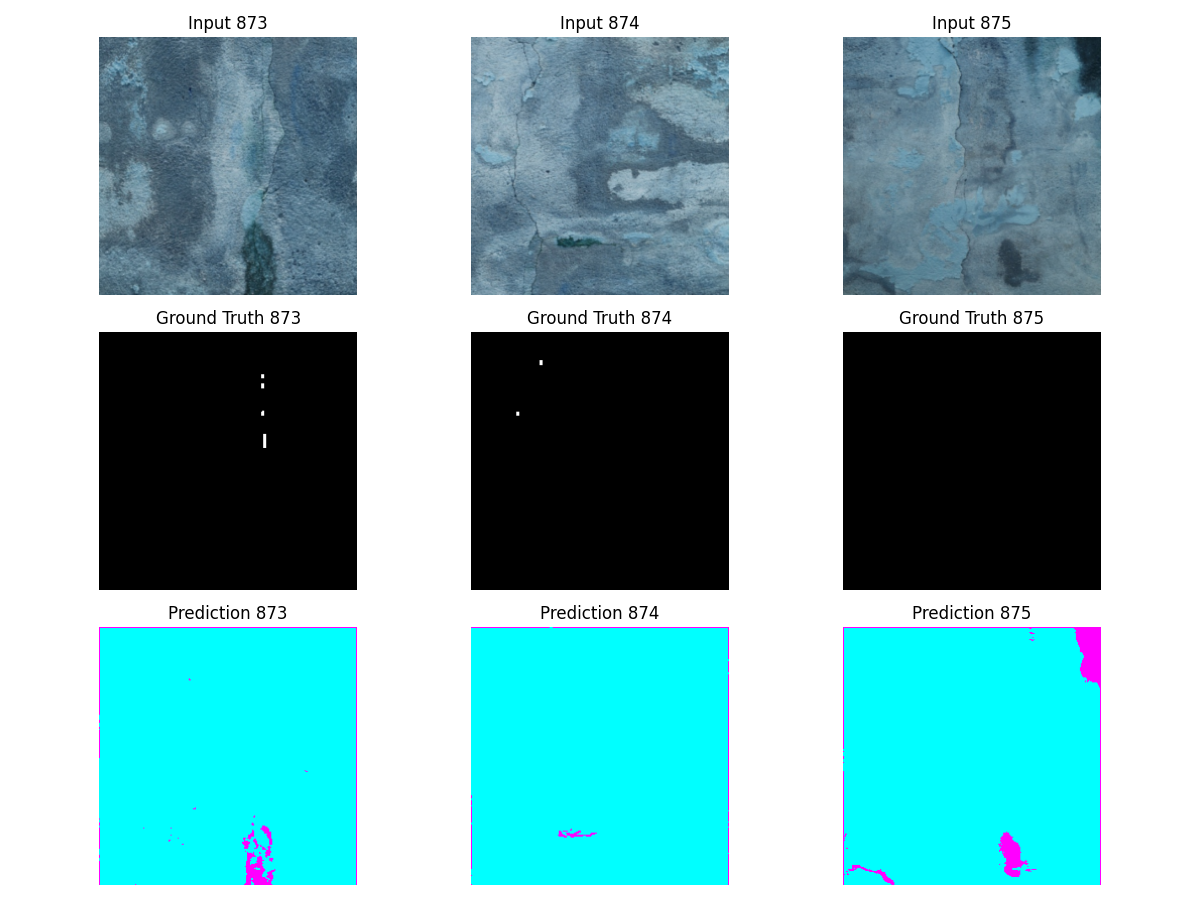 Input 873
Input 874
Input 875
Ground Truth 873
Ground Truth 874
Ground Truth 875
Prediction 873
Prediction 874
Prediction 875